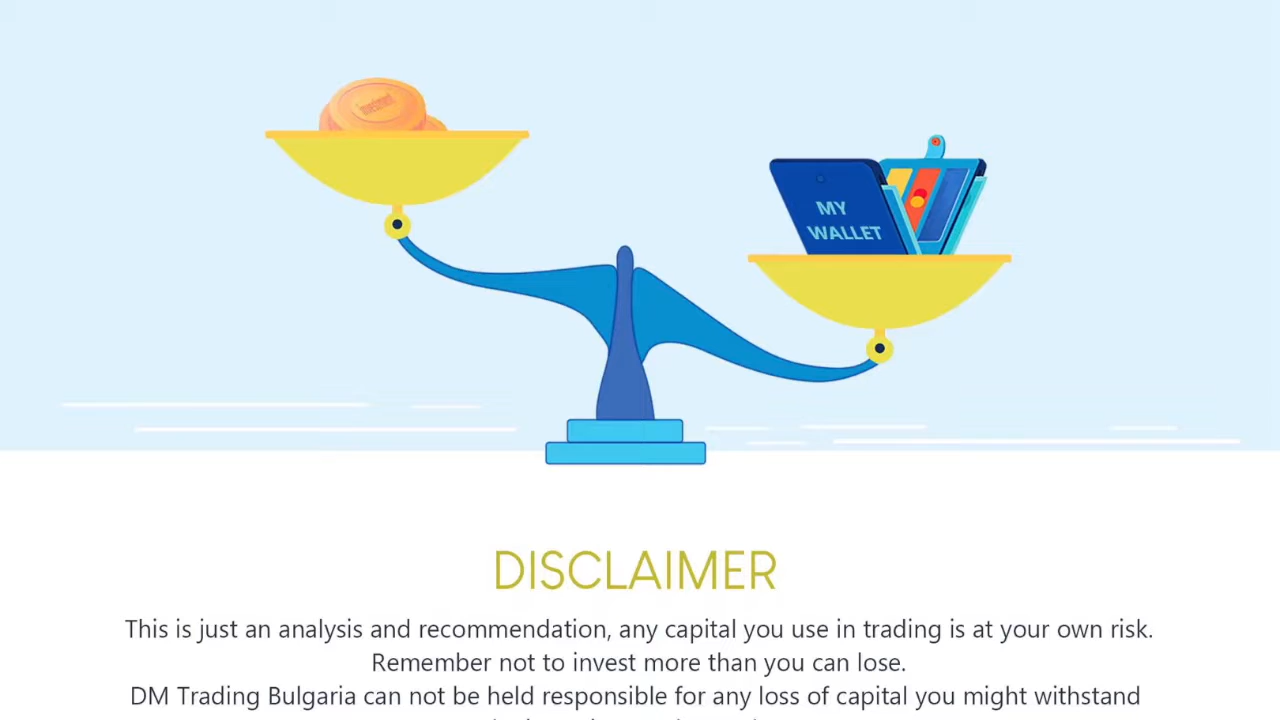 investment
MY
WALLET
DISCLAIMER
This is just an analysis and recommendation, any capital you use in trading is at your own risk.
Remember not to invest more than you can lose.
DM Trading Bulgaria can not be held responsible for any loss of capital you might withstand